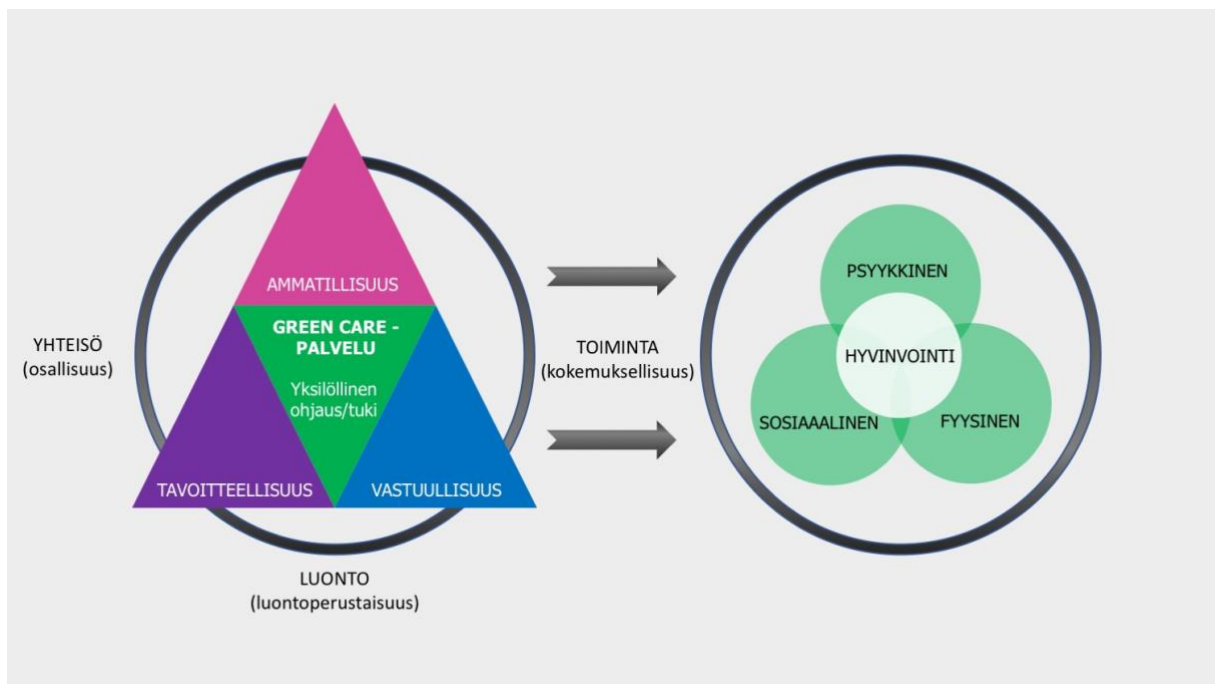 AMMATILLISUUS
GREEN CARE -
PALVELU
Yksilöllinen
ohjaus/tuki
TAVOITTEELLISUUS
VASTUULLISUUS
YHTEISÖ
(osallisuus)
TOIMINTA
(kokemuksellisuus)
LUONTO
(luontoperustaisuus)
PSYYKKINEN
HYVINVOINTI
SOSIAAALINEN
FYYSINEN